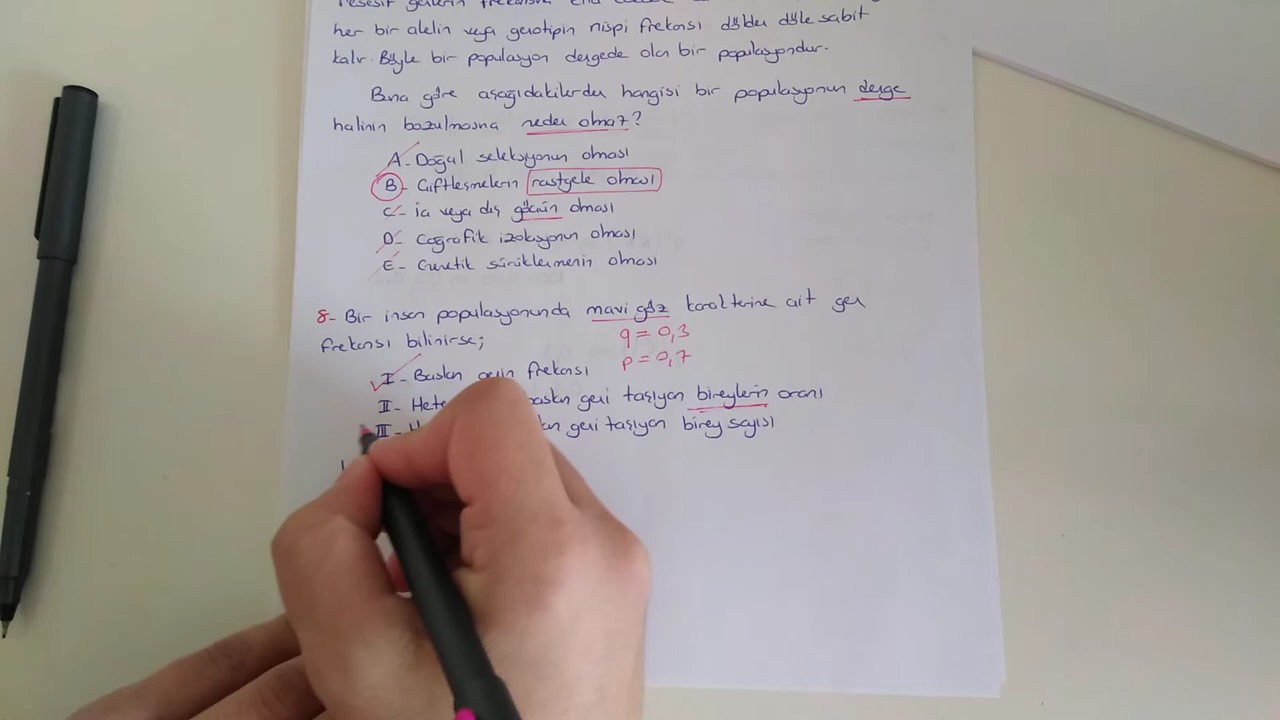 her bir alelin veya genotipin nispi frekansı dölden döle sabit
kalır. Böyle bir populasyon dengede olan bir populasyondur.
Buna göre aşağıdakilerden hangisi bir populasyonun denge
halinin bozulmasına neden olmaz?
A- Doğal seleksiyonun olması
B- Çiftleşmelerin rastgele olması
C- İç veya dış göçün olması
D- Coğrafik izolasyonun olması
E- Genetik sürüklenmenin olması
8- Bir insan populasyonunda mavi göz karakterine ait gen
frekansı bilinirse;
q = 0,3
p = 0,7
I- Baskın genin frekansı
II- baskın geni taşıyan bireylerin oranı
III- geni taşıyan birey sayısı